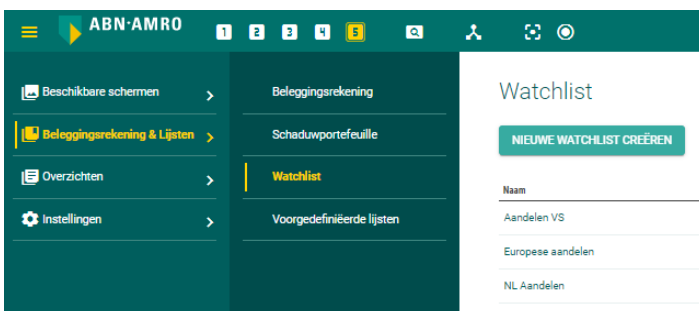 ABN·AMRO
1 2 3 4 5
Beschikbare schermen
Beleggingsrekening & Lijsten
Overzichten
Instellingen
Beleggingsrekening
Schaduwportefeuille
Watchlist
Voorgedefiniëerde lijsten
Watchlist
NIEUWE WATCHLIST CREËREN
Naam
Aandelen VS
Europese aandelen
NL Aandelen